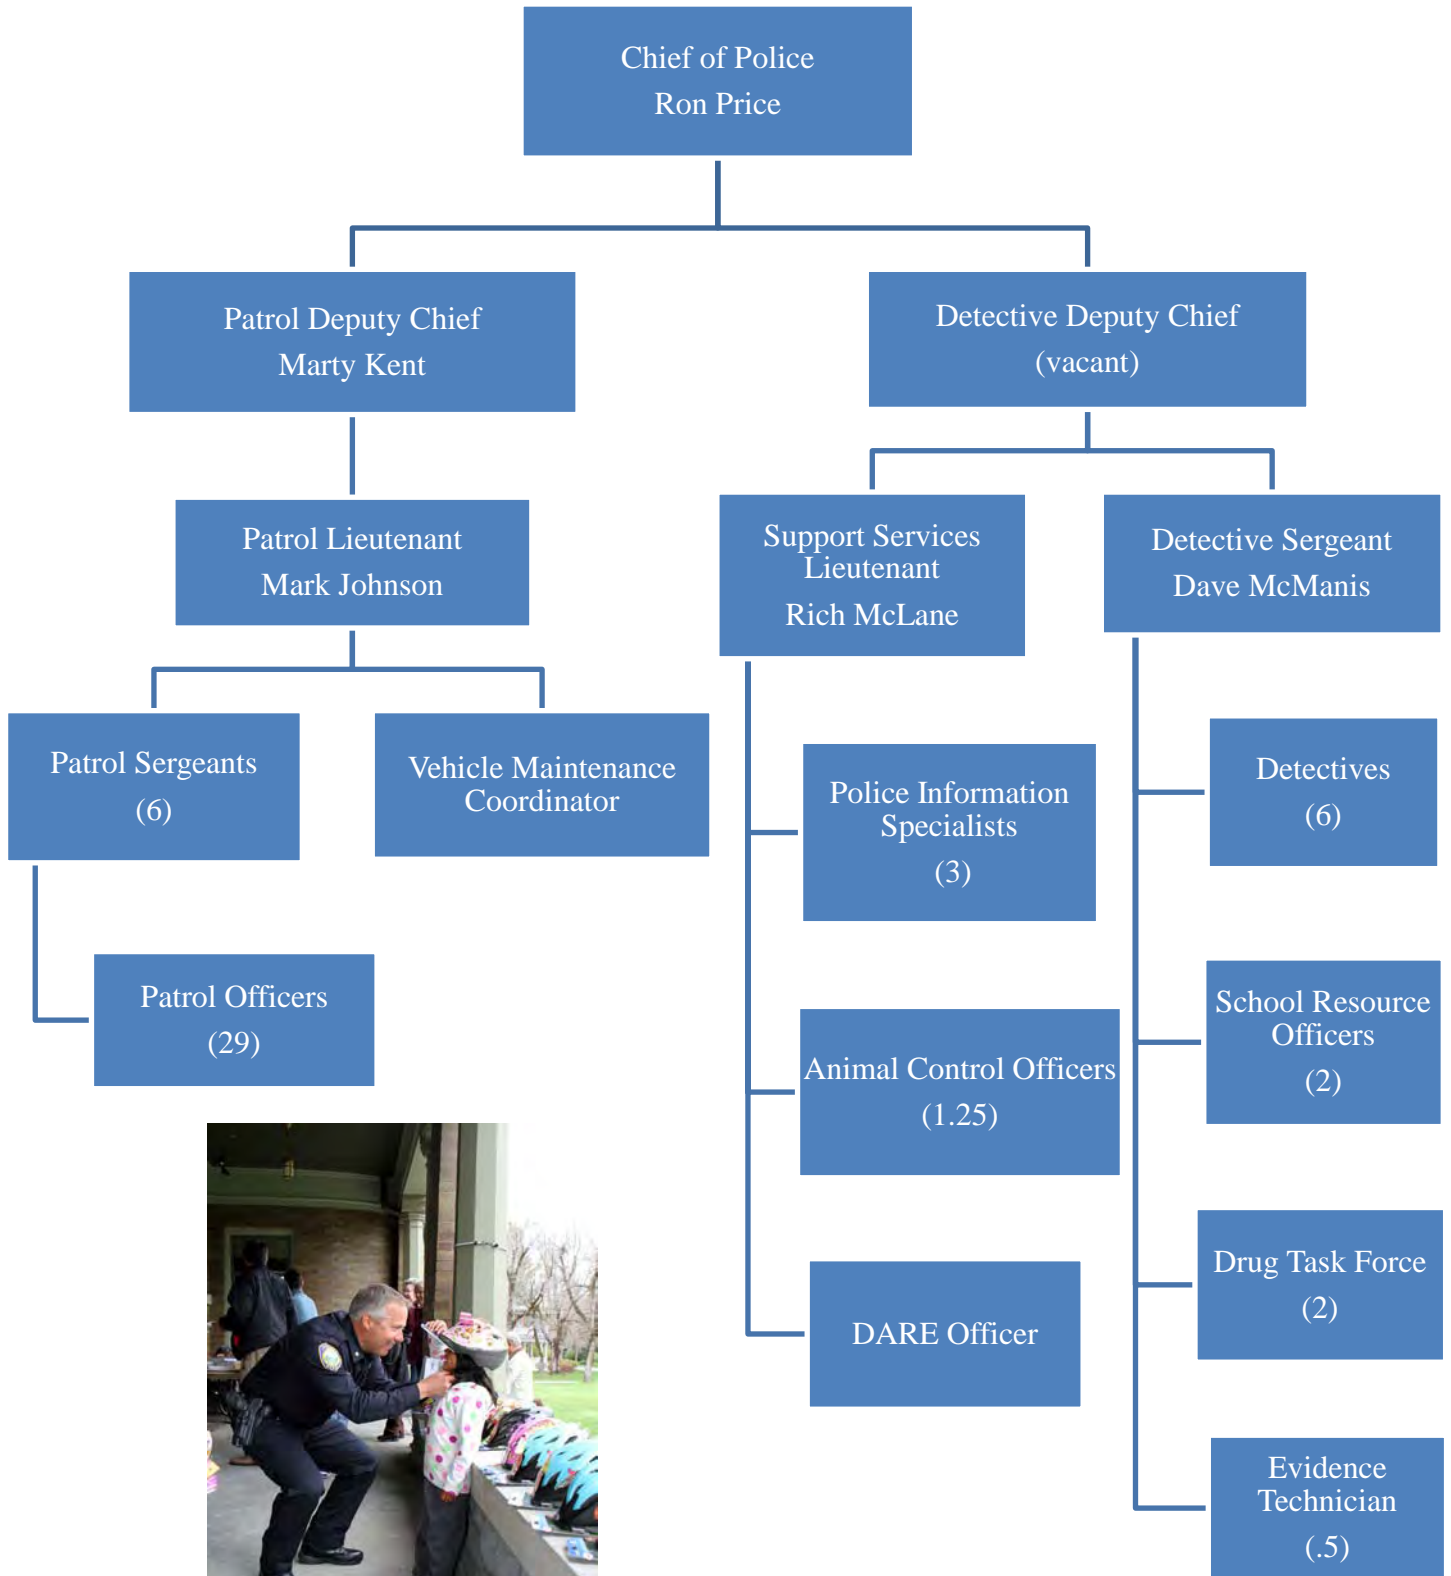 Chief of Police
Ron Price
Patrol Deputy Chief
Marty Kent
Detective Deputy Chief
(vacant)
Patrol Lieutenant
Mark Johnson
Support Services
Lieutenant
Rich McLane
Detective Sergeant
Dave McManis
Patrol Sergeants
(6)
Vehicle Maintenance
Coordinator
Patrol Officers
(29)
Police Information
Specialists
(3)
Animal Control Officers
(1.25)
DARE Officer
Detectives
(6)
School Resource
Officers
(2)
Drug Task Force
(2)
Evidence
Technician
(.5)